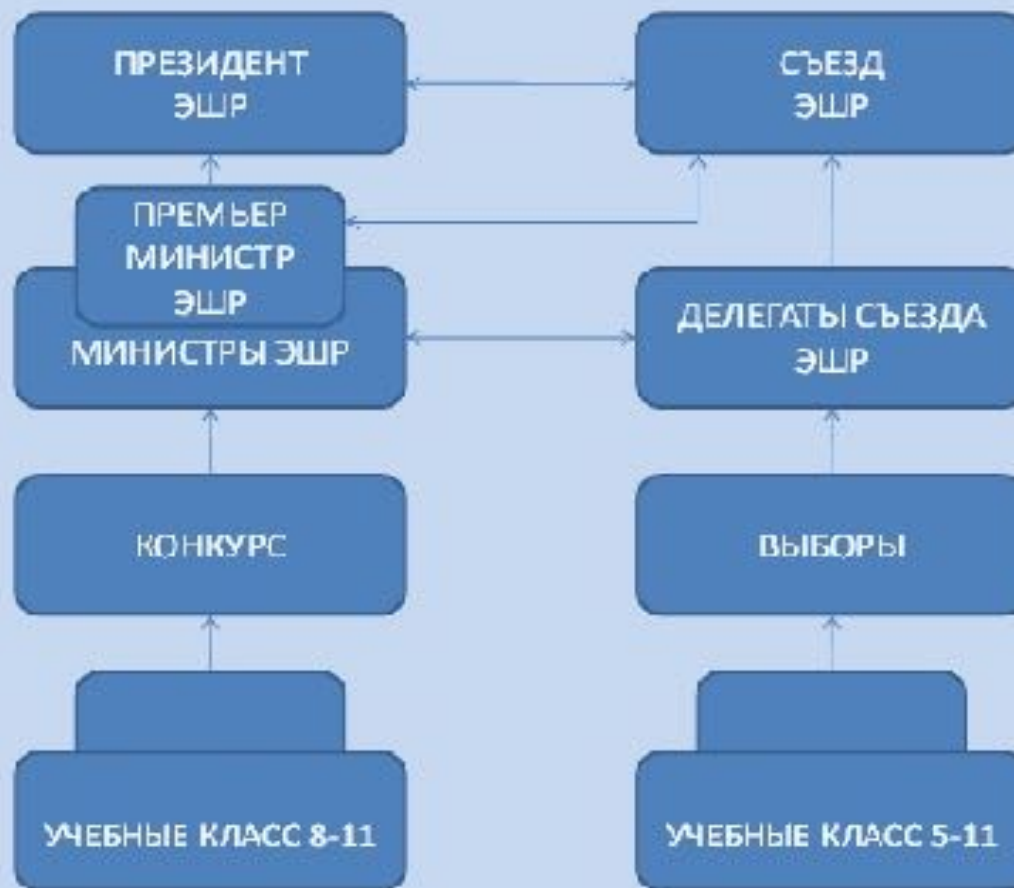 ПРЕЗИДЕНТ
ЭШР
СЪЕЗД
ЭШР
ПРЕМЬЕР
МИНИСТР
ЭШР
МИНИСТРЫ ЭШР
ДЕЛЕГАТЫ СЪЕЗДА
ЭШР
КОНКУРС
ВЫБОРЫ
УЧЕБНЫЕ КЛАСС 8-11
УЧЕБНЫЕ КЛАСС 5-11